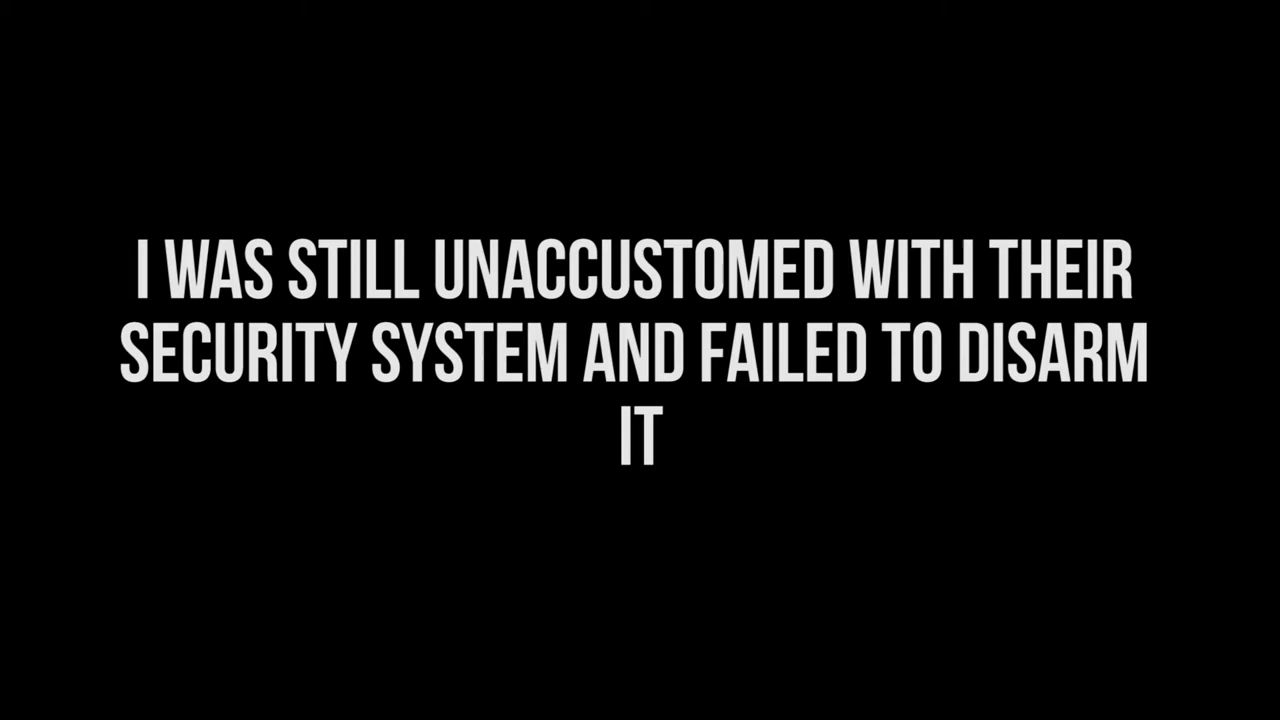 I WAS STILL UNACCUSTOMED WITH THEIR
SECURITY SYSTEM AND FAILED TO DISARM
IT